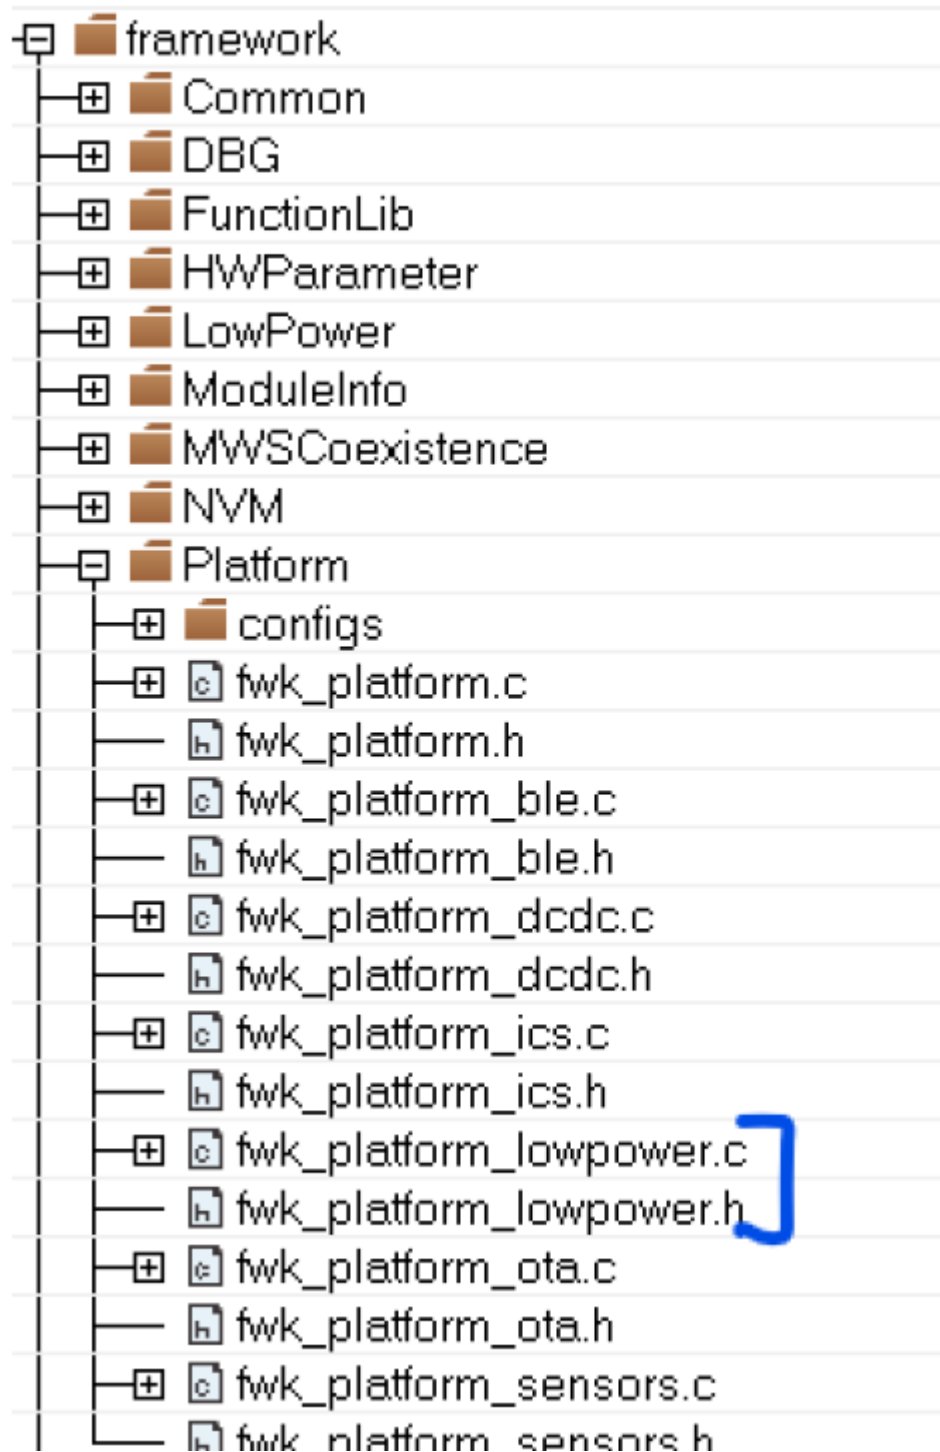 framework
Common
DBG
FunctionLib
HWParameter
LowPower
ModuleInfo
MWSCoexistence
NVM
Platform
configs
c fwk_platform.c
h fwk_platform.h
c fwk_platform_ble.c
h fwk_platform_ble.h
c fwk_platform_dcdc.c
h fwk_platform_dcdc.h
c fwk_platform_ics.c
h fwk_platform_ics.h
c fwk_platform_lowpower.c
h fwk_platform_lowpower.h
c fwk_platform_ota.c
h fwk_platform_ota.h
c fwk_platform_sensors.c
h fwk_platform_sensors.h